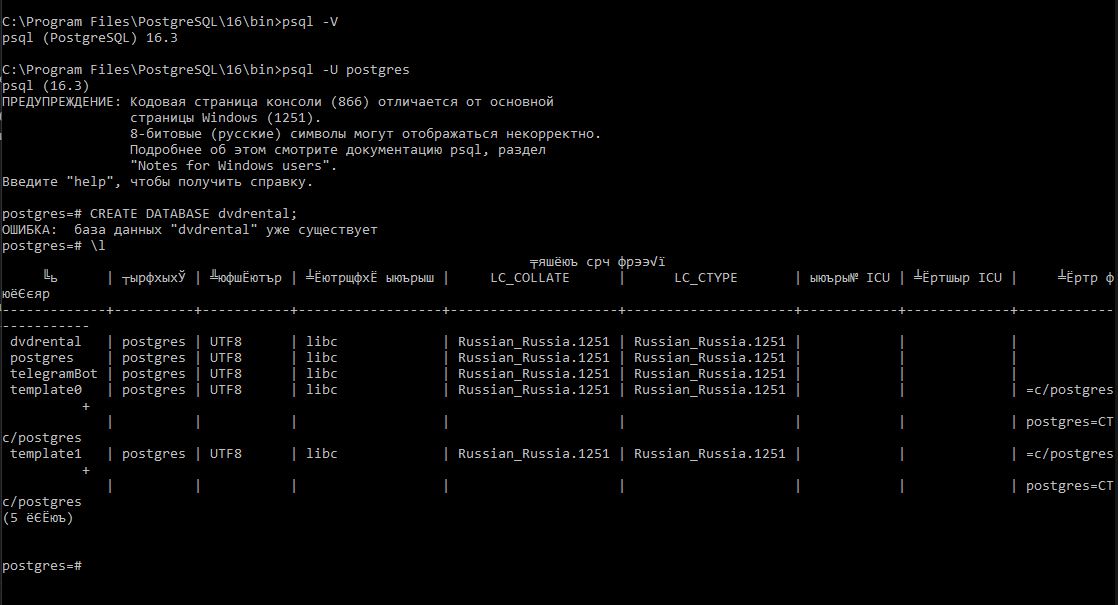 C:\Program Files\PostgreSQL\16\bin>psql -V
psql (PostgreSQL) 16.3
C:\Program Files\PostgreSQL\16\bin>psql -U postgres
psql (16.3)
ПРЕДУПРЕЖДЕНИЕ: Кодовая страница консоли (866) отличается от основной
страницы Windows (1251).
8-битовые (русские) символы могут отображаться некорректно.
Подробнее об этом смотрите документацию psql, раздел
"Notes for Windows users".
Введите "help", чтобы получить справку.
postgres=# CREATE DATABASE dvdrental;
ОШИБКА:  база данных "dvdrental" уже существует
postgres=# \l
╤яшёюъ срч фрээ√ї
╚ь | ┬ырфхыхЎ | ╩юфшЁютър | ╧ЁютрщфхЁ ыюърыш | LC_COLLATE | LC_CTYPE | ыюъры№ ICU | ╧Ёртшыр ICU | ╧Ёртр ф
юёЄєяр
-------------+----------+-----------+------------------+---------------------+---------------------+------------+-------------+------------
-----------
dvdrental | postgres | UTF8 | libc | Russian_Russia.1251 | Russian_Russia.1251 | | |
postgres | postgres | UTF8 | libc | Russian_Russia.1251 | Russian_Russia.1251 | | |
telegramBot | postgres | UTF8 | libc | Russian_Russia.1251 | Russian_Russia.1251 | | |
template0 | postgres | UTF8 | libc | Russian_Russia.1251 | Russian_Russia.1251 | | | =c/postgres
+
| | | | | | | | postgres=CT
c/postgres
template1 | postgres | UTF8 | libc | Russian_Russia.1251 | Russian_Russia.1251 | | | =c/postgres
+
| | | | | | | | postgres=CT
c/postgres
(5 ёЄЁюъ)
postgres=#